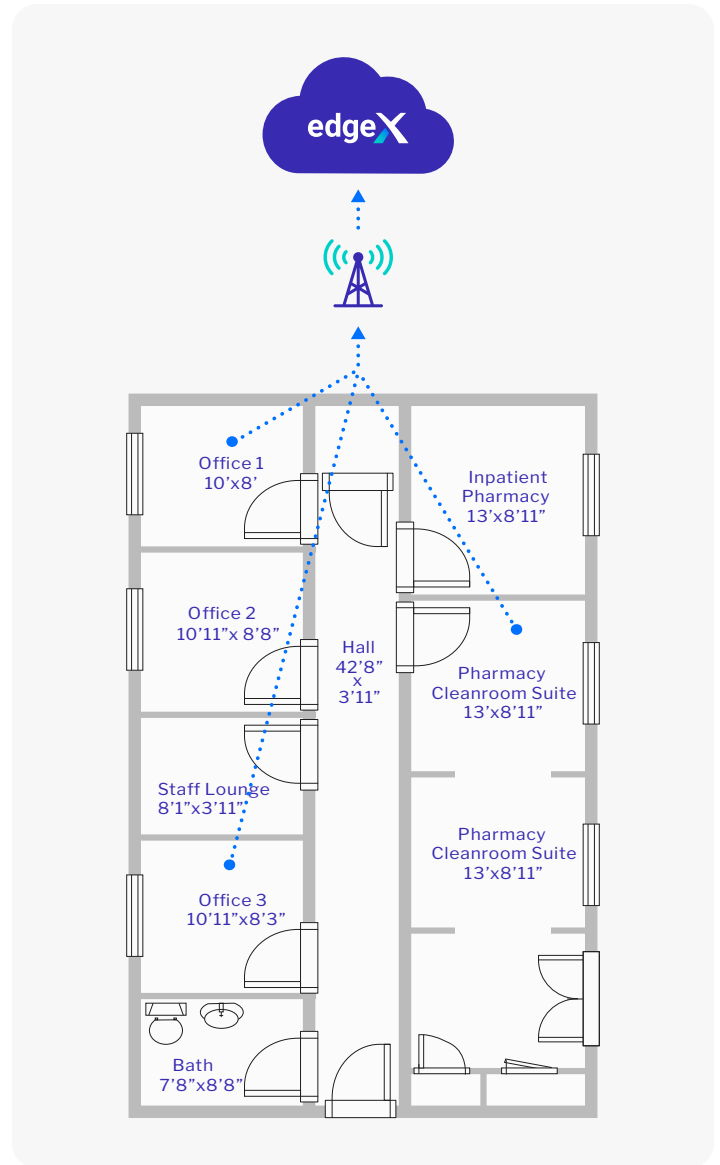 edgeX
Office 1
10’x8’
Inpatient
Pharmacy
13’x8’11”
Office 2
10’11”x 8’8”
Hall
42’8”
x
3’11”
Pharmacy
Cleanroom Suite
13’x8’11”
Staff Lounge
8’1”x3’11”
Pharmacy
Cleanroom Suite
13’x8’11”
Office 3
10’11”x8’3”
Bath
7’8”x8’8”